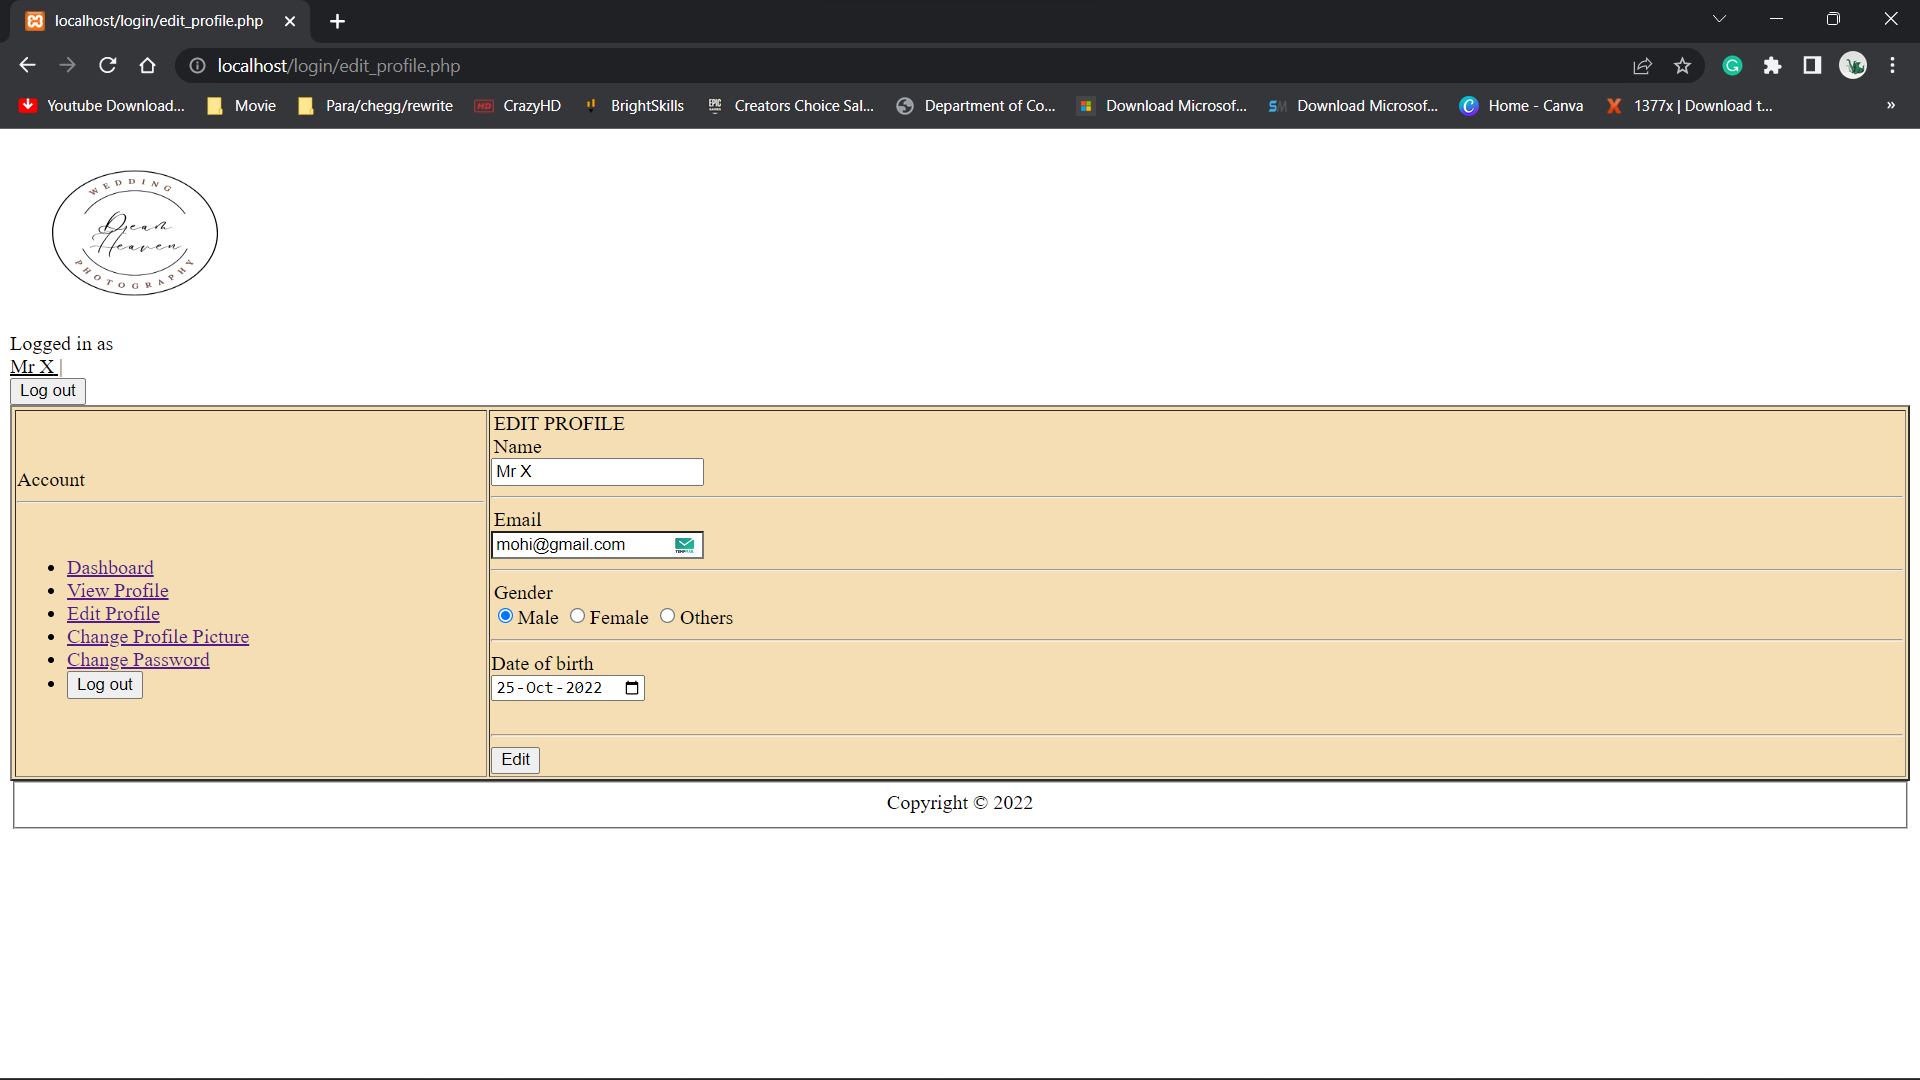 localhost/login/edit_profile.php
localhost/login/edit_profile.php
Youtube Download...
Movie
Para/chegg/rewrite
HD
CrazyHD
BrightSkills
EPIC
Creators Choice Sal...
Department of Co...
Download Microsof...
SM
Download Microsof...
Home - Canva
1377x | Download t...
»
WEDDING
Dream
Heaven
PHOTOGRAPHY
Logged in as
Mr X |
Log out
Account
Dashboard
View Profile
Edit Profile
Change Profile Picture
Change Password
Log out
EDIT PROFILE
Name
Mr X
Email
mohi@gmail.com
Gender
Male Female Others
Date of birth
25-Oct-2022
Edit
Copyright © 2022